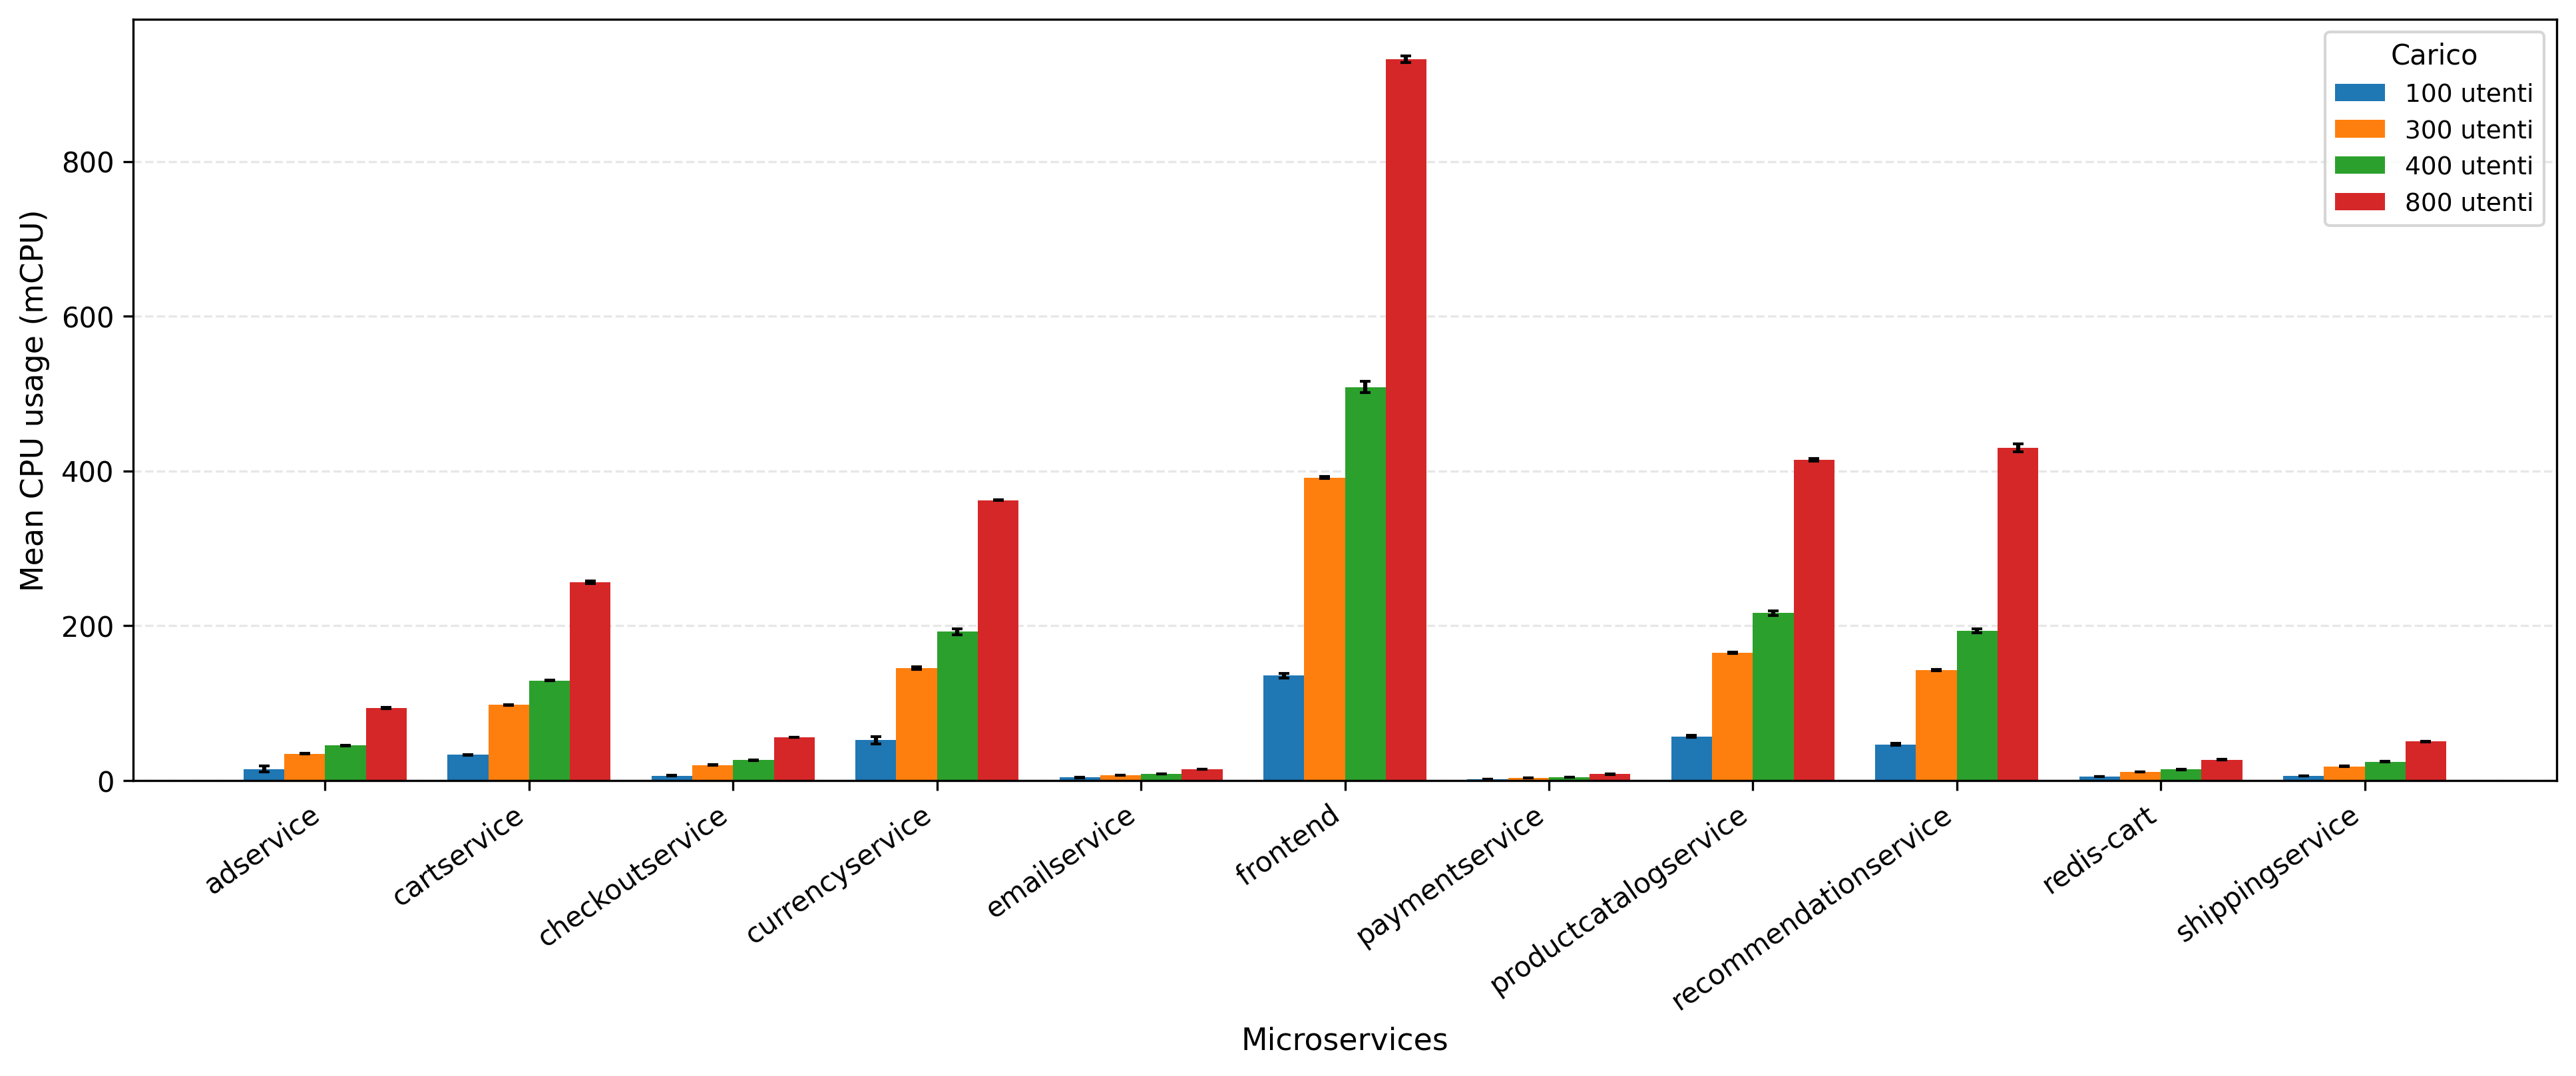 Carico
100 utenti
300 utenti
400 utenti
800 utenti
Mean CPU usage (mCPU)
800
600
400
200
0
adservice
cartservice
checkoutservice
currencyservice
emailservice
frontend
paymentservice
productcatalogservice
recommendationservice
redis-cart
shippingservice
Microservices